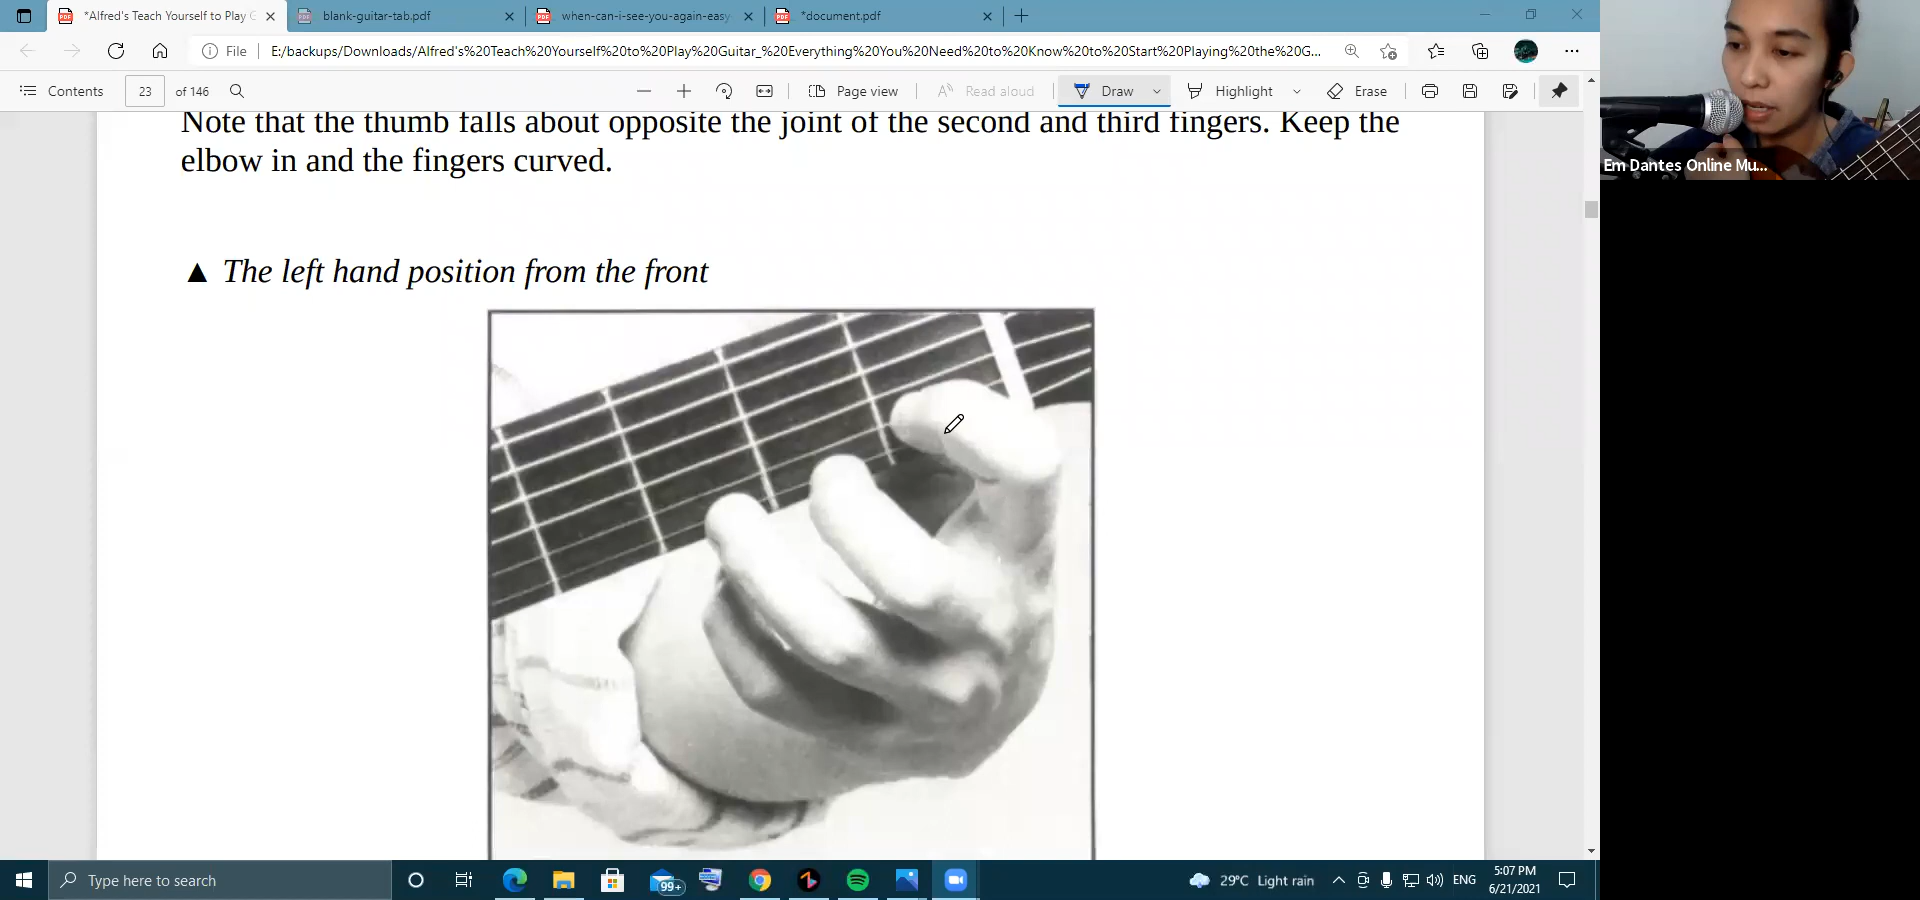 *Alfred's Teach Yourself to Play G
blank-guitar-tab.pdf
when-can-i-see-you-again-easy-
*document.pdf
File
E:/backups/Downloads/Alfred's%20Teach%20Yourself%20to%20Play%20Guitar_%20Everything%20You%20Need%20to%20Know%20to%20Start%20Playing%20the%20G...
Contents
23
of 146
Page view
Read aloud
Draw
Highlight
Erase
Note that the thumb falls about opposite the joint of the second and third fingers. Keep the
elbow in and the fingers curved.
▲ The left hand position from the front
Em Dantes Online Mu...
Type here to search
99+
29°C Light rain
ENG
5:07 PM
6/21/2021